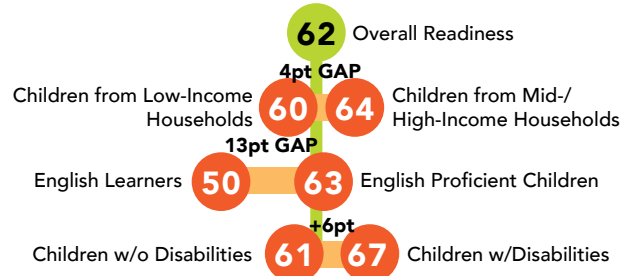 62 Overall Readiness
4pt GAP
Children from Low-Income Households 60 64 Children from Mid-/ High-Income Households
13pt GAP
English Learners 50 63 English Proficient Children
+6pt
Children w/o Disabilities 61 67 Children w/Disabilities